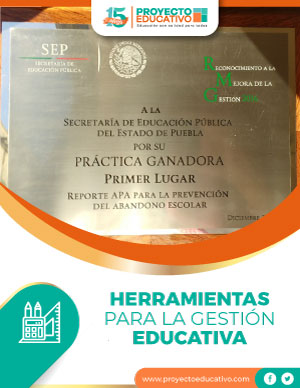 15
PROYECTO
EDUCATIVO
SEP
SECRETARÍA DE
EDUCACIÓN PÚBLICA
RECONOCIMIENTO A LA
MEJORA DE LA
GESTIÓN
A LA
SECRETARÍA DE EDUCACIÓN PÚBLICA
DEL ESTADO DE PUEBLA
POR SU
PRÁCTICA GANADORA
PRIMER LUGAR
REPORTE APA PARA LA PREVENCIÓN
DEL ABANDONO ESCOLAR
HERRAMIENTAS
PARA LA GESTIÓN
EDUCATIVA
www.proyectoeducativo.com